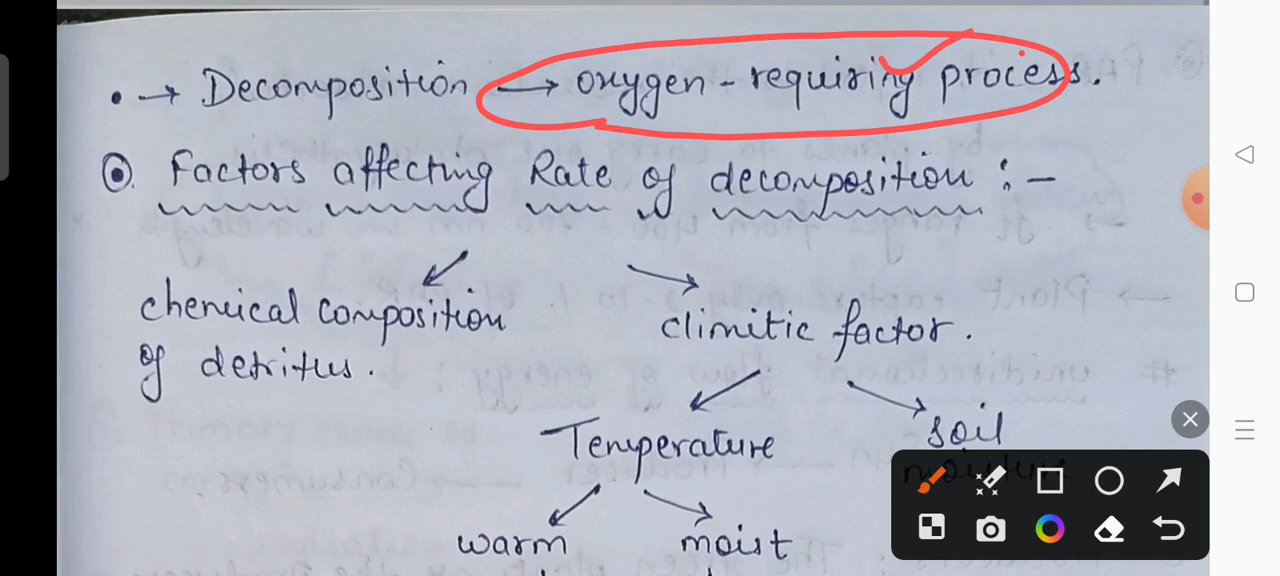 • → Decomposition → oxygen - requiring process.
Factors affecting Rate of decomposition :-
chemical composition
of detritus.
climitic factor.
Temperature
soil
warm
moist